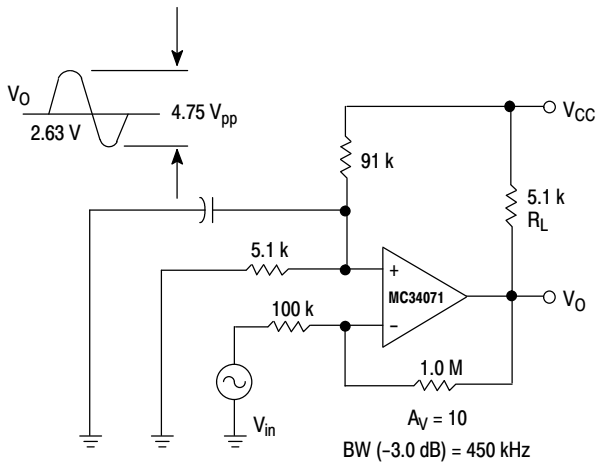 V_O
4.75 V_pp
2.63 V
V_CC
91 k
5.1 k
R_L
5.1 k
+
MC34071
V_O
100 k
–
1.0 M
V_in
A_V = 10
BW (–3.0 dB) = 450 kHz